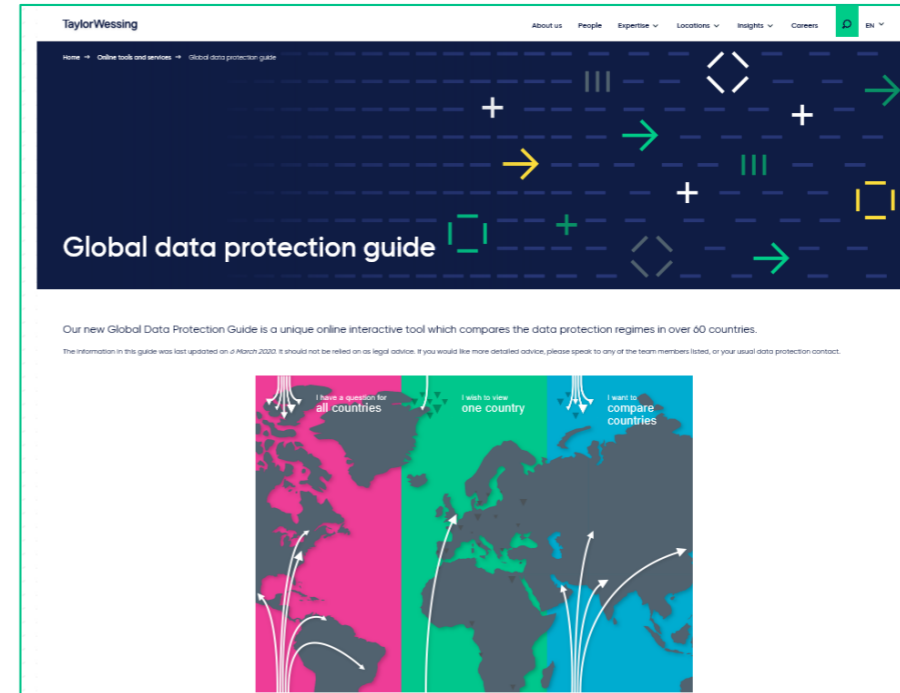 TaylorWessing
About us People Expertise Locations Insights Careers EN
Home → Online tools and services → Global data protection guide
Global data protection guide
Our new Global Data Protection Guide is a unique online interactive tool which compares the data protection regimes in over 60 countries.
The information in this guide was last updated on 6 March 2020. It should not be relied on as legal advice. If you would like more detailed advice, please speak to any of the team members listed, or your usual data protection contact.
I have a question for
all countries
I wish to view
one country
I want to
compare
countries